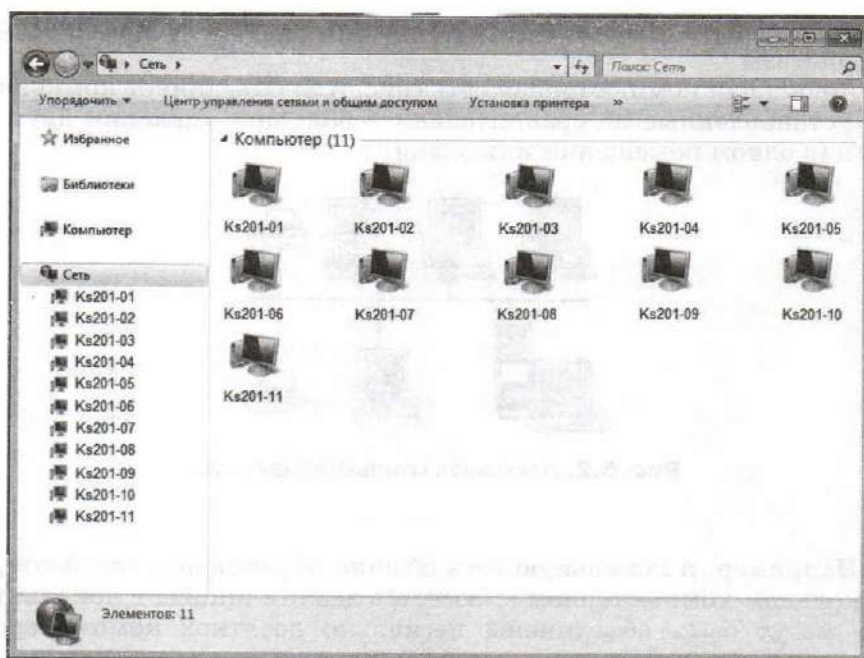 Сеть
Поиск: Сеть
Упорядочить
Центр управления сетями и общим доступом
Установка принтера
»
Избранное
Библиотеки
Компьютер
Сеть
Ks201-01
Ks201-02
Ks201-03
Ks201-04
Ks201-05
Ks201-06
Ks201-07
Ks201-08
Ks201-09
Ks201-10
Ks201-11
Компьютер (11)
Ks201-01
Ks201-02
Ks201-03
Ks201-04
Ks201-05
Ks201-06
Ks201-07
Ks201-08
Ks201-09
Ks201-10
Ks201-11
Элементов: 11